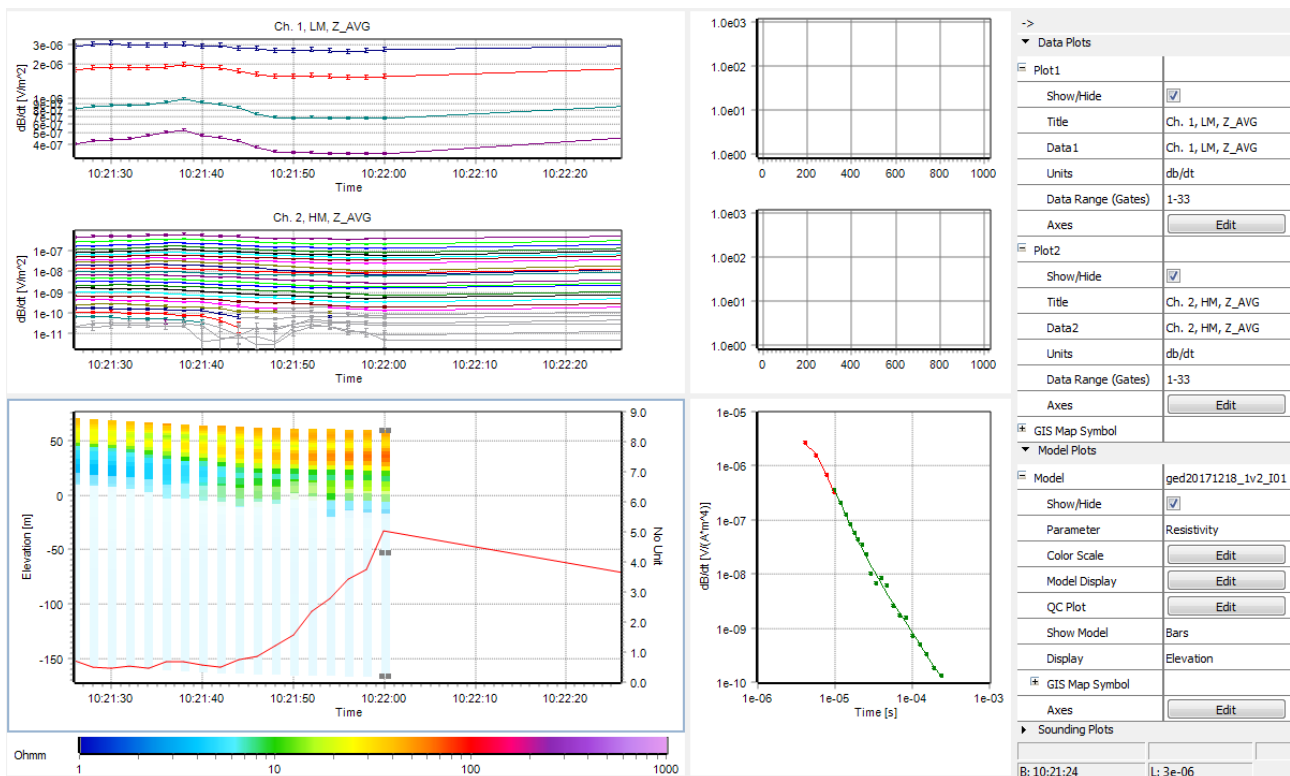 Ch. 1, LM, Z_AVG
dB/dt [V/m^2]
3e-06
2e-06
1e-06
6e-07
5e-07
4e-07
10:21:30 10:21:40 10:21:50 10:22:00 10:22:10 10:22:20
Time
Ch. 2, HM, Z_AVG
dB/dt [V/m^2]
1e-07
1e-08
1e-09
1e-10
1e-11
10:21:30 10:21:40 10:21:50 10:22:00 10:22:10 10:22:20
Time
1.0e03
1.0e02
1.0e01
1.0e00
0 200 400 600 800 1000
1.0e03
1.0e02
1.0e01
1.0e00
0 200 400 600 800 1000
Elevation [m]
50
0
-50
-100
-150
9.0
8.0
7.0
6.0
5.0
4.0
3.0
2.0
1.0
0.0
No Unit
10:21:30 10:21:40 10:21:50 10:22:00 10:22:10 10:22:20
Time
dB/dt [V/(A*m^4)]
1e-05
1e-06
1e-07
1e-08
1e-09
1e-10
1e-06 1e-05 1e-04 1e-03
Time [s]
Ohmm
1 10 100 1000
->
Data Plots
Plot1
Show/Hide
Title Ch. 1, LM, Z_AVG
Data1 Ch. 1, LM, Z_AVG
Units db/dt
Data Range (Gates) 1-33
Axes Edit
Plot2
Show/Hide
Title Ch. 2, HM, Z_AVG
Data2 Ch. 2, HM, Z_AVG
Units db/dt
Data Range (Gates) 1-33
Axes Edit
GIS Map Symbol
Model Plots
Model ged20171218_1v2_I01
Show/Hide
Parameter Resistivity
Color Scale Edit
Model Display Edit
QC Plot Edit
Show Model Bars
Display Elevation
GIS Map Symbol
Axes Edit
Sounding Plots
B: 10:21:24 L: 3e-06